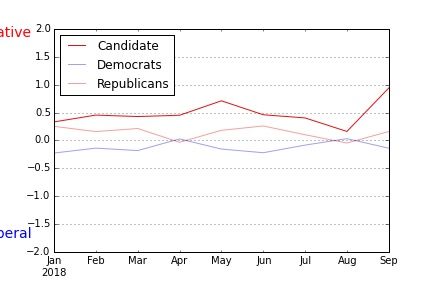 2.0
ative
Candidate
Democrats
Republicans
1.5
1.0
0.5
0.0
−0.5
−1.0
−1.5
beral
−2.0
Jan Feb Mar Apr May Jun Jul Aug Sep
2018